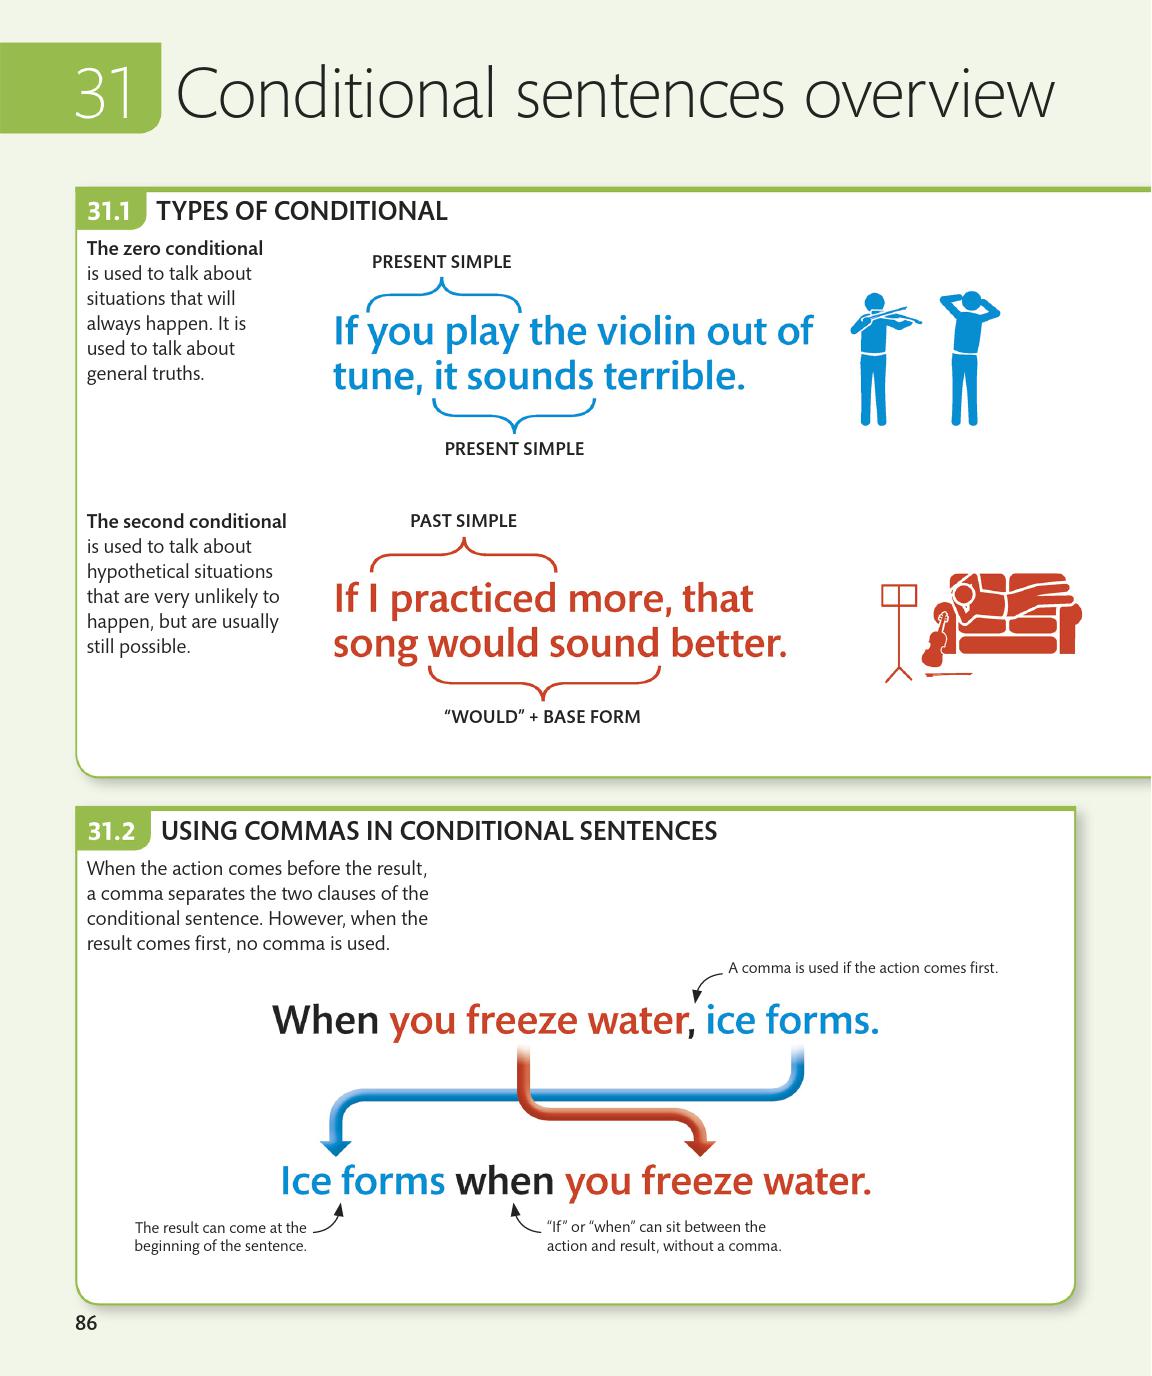 31 Conditional sentences overview
31.1 TYPES OF CONDITIONAL
The zero conditional
is used to talk about
situations that will
always happen. It is
used to talk about
general truths.
PRESENT SIMPLE
If you play the violin out of
tune, it sounds terrible.
PRESENT SIMPLE
The second conditional
is used to talk about
hypothetical situations
that are very unlikely to
happen, but are usually
still possible.
PAST SIMPLE
If I practiced more, that
song would sound better.
“WOULD” + BASE FORM
31.2 USING COMMAS IN CONDITIONAL SENTENCES
When the action comes before the result,
a comma separates the two clauses of the
conditional sentence. However, when the
result comes first, no comma is used.
A comma is used if the action comes first.
When you freeze water, ice forms.
Ice forms when you freeze water.
The result can come at the
beginning of the sentence.
“If” or “when” can sit between the
action and result, without a comma.
86